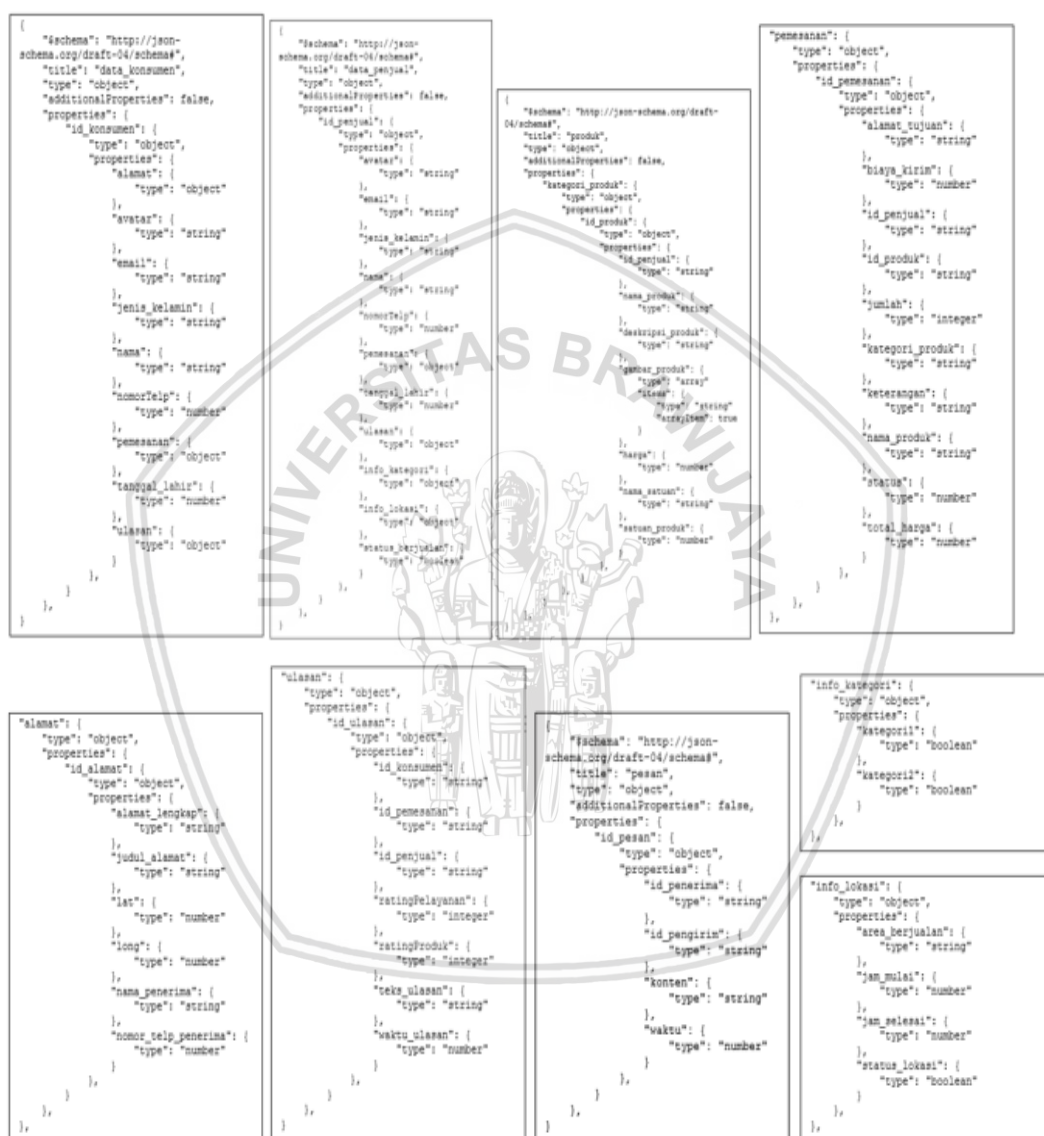 {
"$schema": "http://json-
schema.org/draft-04/schema#",
"title": "data_konsumen",
"type": "object",
"additionalProperties": false,
"properties": {
"id_konsumen": {
"type": "object",
"properties": {
"alamat": {
"type": "object"
},
"avatar": {
"type": "string"
},
"email": {
"type": "string"
},
"jenis_kelamin": {
"type": "string"
},
"nama": {
"type": "string"
},
"nomorTelp": {
"type": "number"
},
"pemesanan": {
"type": "object"
},
"tanggal_lahir": {
"type": "number"
},
"ulasan": {
"type": "object"
}
},
}
},
}
{
"$schema": "http://json-
schema.org/draft-04/schema#",
"title": "data_penjual",
"type": "object",
"additionalProperties": false,
"properties": {
"id_penjual": {
"type": "object",
"properties": {
"avatar": {
"type": "string"
},
"email": {
"type": "string"
},
"jenis_kelamin": {
"type": "string"
},
"nama": {
"type": "string"
},
"nomorTelp": {
"type": "number"
},
"pemesanan": {
"type": "object"
},
"tanggal_lahir": {
"type": "number"
},
"ulasan": {
"type": "object"
},
"info_kategori": {
"type": "object"
},
"info_lokasi": {
"type": "object"
},
"status_berjualan": {
"type": "boolean"
}
},
}
},
}
{
"$schema": "http://json-schema.org/draft-
04/schema#",
"title": "produk",
"type": "object",
"additionalProperties": false,
"properties": {
"kategori_produk": {
"type": "object",
"properties": {
"id_produk": {
"type": "object",
"properties": {
"id_penjual": {
"type": "string"
},
"nama_produk": {
"type": "string"
},
"deskripsi_produk": {
"type": "string"
},
"gambar_produk": {
"type": "array"
"items": {
"type": "string"
"arrayItem": true
}
},
"harga": {
"type": "number"
},
"nama_satuan": {
"type": "string"
},
"satuan_produk": {
"type": "number"
}
},
}
},
}
},
}
"pemesanan": {
"type": "object",
"properties": {
"id_pemesanan": {
"type": "object",
"properties": {
"alamat_tujuan": {
"type": "string"
},
"biaya_kirim": {
"type": "number"
},
"id_penjual": {
"type": "string"
},
"id_produk": {
"type": "string"
},
"jumlah": {
"type": "integer"
},
"kategori_produk": {
"type": "string"
},
"keterangan": {
"type": "string"
},
"nama_produk": {
"type": "string"
},
"status": {
"type": "number"
},
"total_harga": {
"type": "number"
}
},
}
},
},
UNIVERSITAS BRAWIJAYA
"alamat": {
"type": "object",
"properties": {
"id_alamat": {
"type": "object",
"properties": {
"alamat_lengkap": {
"type": "string"
},
"judul_alamat": {
"type": "string"
},
"lat": {
"type": "number"
},
"long": {
"type": "number"
},
"nama_penerima": {
"type": "string"
},
"nomor_telp_penerima": {
"type": "number"
}
},
}
},
},
"ulasan": {
"type": "object",
"properties": {
"id_ulasan": {
"type": "object",
"properties": {
"id_konsumen": {
"type": "string"
},
"id_pemesanan": {
"type": "string"
},
"id_penjual": {
"type": "string"
},
"ratingPelayanan": {
"type": "integer"
},
"ratingProduk": {
"type": "integer"
},
"teks_ulasan": {
"type": "string"
},
"waktu_ulasan": {
"type": "number"
}
},
}
},
}
{
"$schema": "http://json-
schema.org/draft-04/schema#",
"title": "pesan",
"type": "object",
"additionalProperties": false,
"properties": {
"id_pesan": {
"type": "object",
"properties": {
"id_penerima": {
"type": "string"
},
"id_pengirim": {
"type": "string"
},
"konten": {
"type": "string"
},
"waktu": {
"type": "number"
}
},
}
},
}
"info_kategori": {
"type": "object",
"properties": {
"kategori1": {
"type": "boolean"
},
"kategori2": {
"type": "boolean"
}
},
},
"info_lokasi": {
"type": "object",
"properties": {
"area_berjualan": {
"type": "string"
},
"jam_mulai": {
"type": "number"
},
"jam_selesai": {
"type": "number"
},
"status_lokasi": {
"type": "boolean"
}
},
},